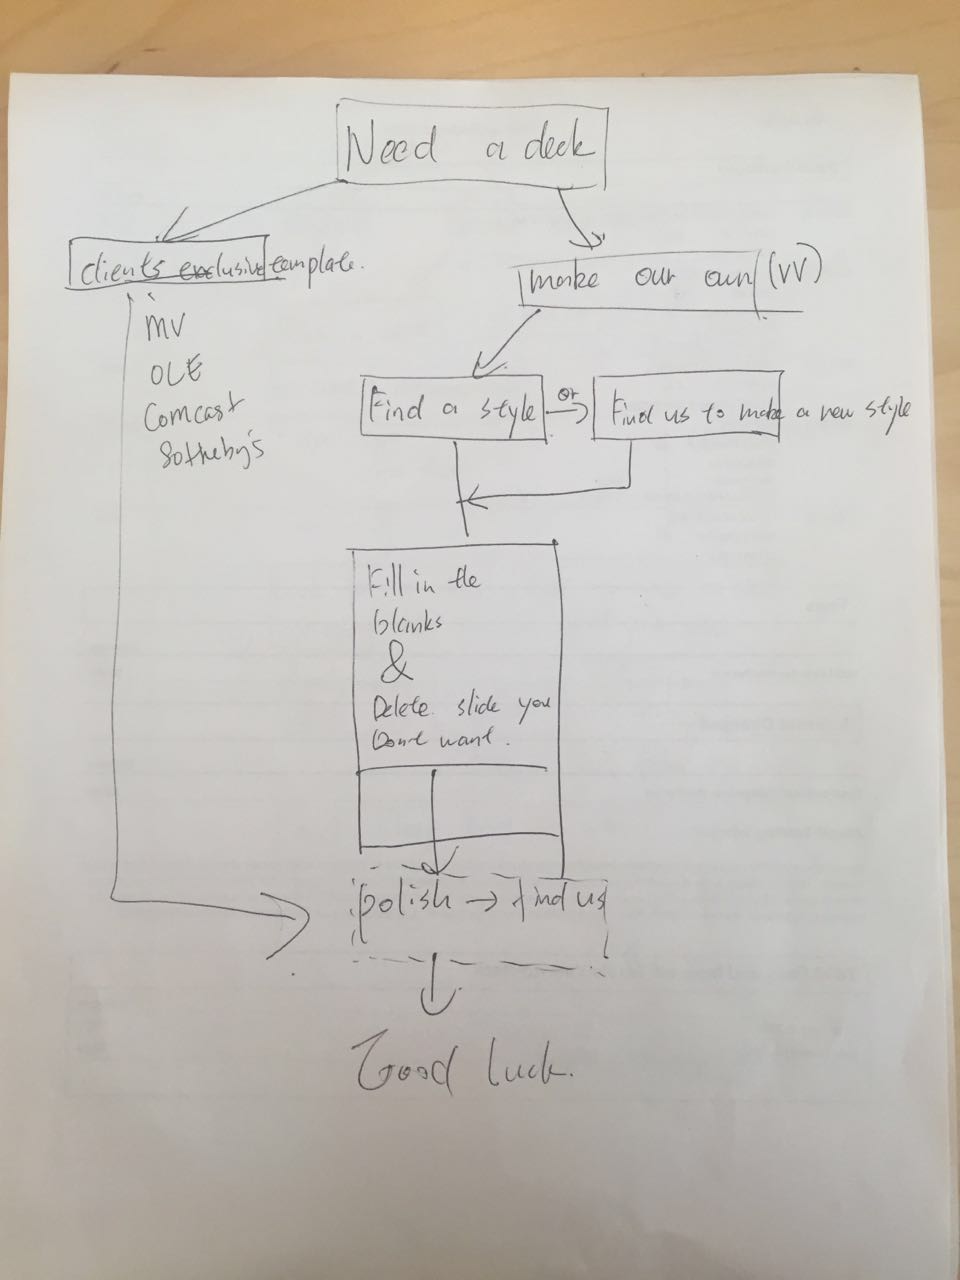 Need a deck
clients exclusive template.
make our own (VV)
MV
OLE
Comcast
Sotheby's
Find a style
or
Find us to make a new style
Fill in the
blanks
&
Delete slide you
Dont want.
polish → find us
Good luck.